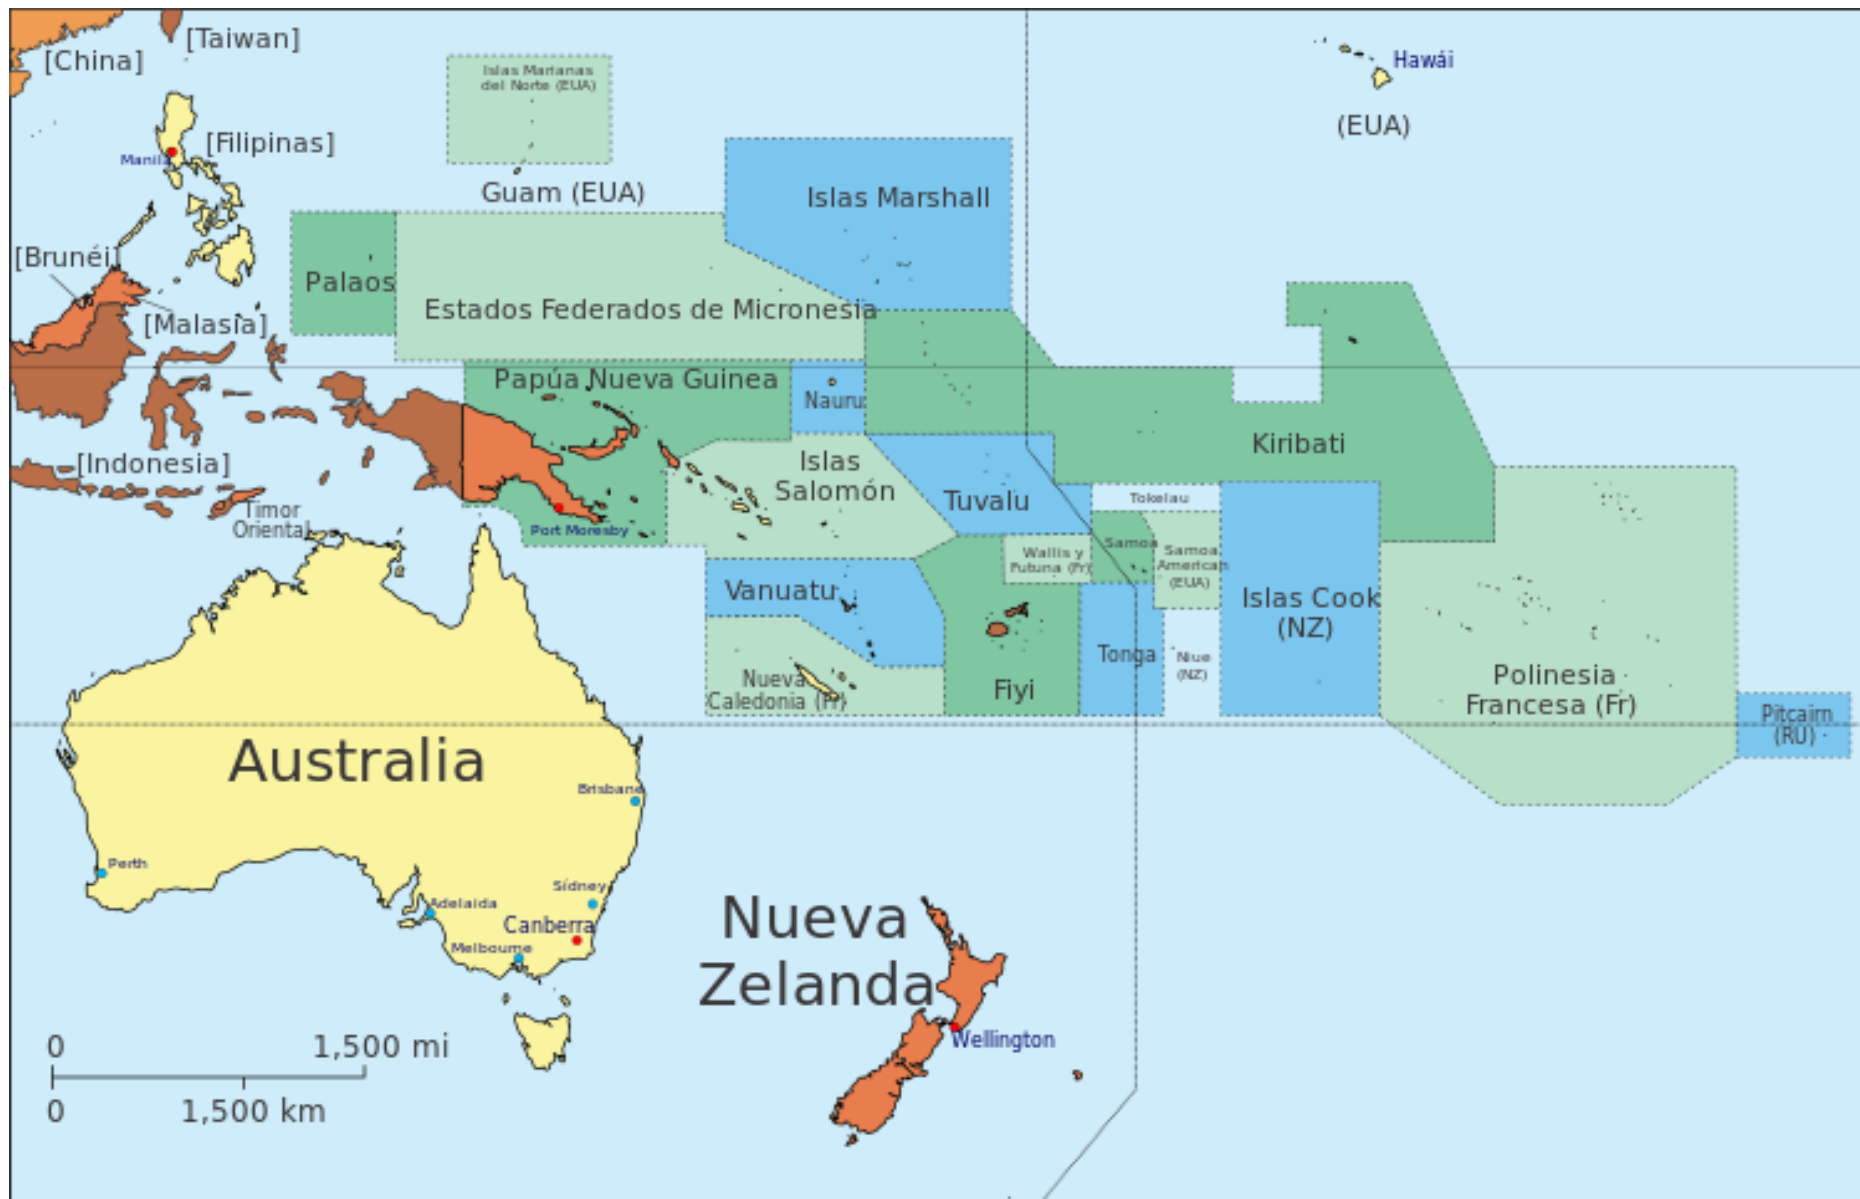 [Taiwan]
[China]
Islas Marianas
del Norte (EUA)
Hawái
(EUA)
[Filipinas]
Manila
Guam (EUA)
Islas Marshall
[Brunéi]
Palaos
Estados Federados de Micronesia
[Malasia]
Papúa Nueva Guinea
Nauru
Kiribati
[Indonesia]
Islas
Salomón
Tuvalu
Tokelau
Timor
Oriental
Port Moresby
Samoa
Wallis y
Futuna (Fr)
Samoa
American
(EUA)
Vanuatu
Islas Cook
(NZ)
Tonga
Niue
(NZ)
Nueva
Caledonia (Fr)
Fiyi
Polinesia
Francesa (Fr)
Pitcairn
(RU)
Australia
Brisbane
Perth
Sídney
Adelaida
Canberra
Melbourne
Nueva
Zelanda
Wellington
0 1,500 mi
0 1,500 km